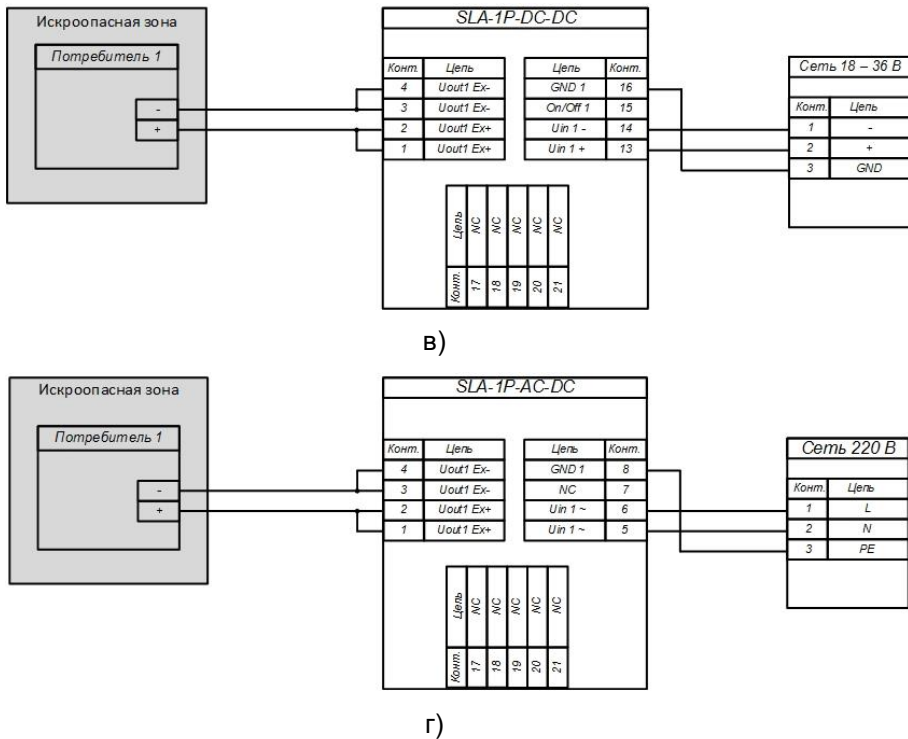 Искроопасная зона
Потребитель 1
-
+
SLA-1P-DC-DC
Конт. Цепь
4 Uout1 Ex-
3 Uout1 Ex-
2 Uout1 Ex+
1 Uout1 Ex+
Цепь Конт.
GND 1 16
On/Off 1 15
Uin 1 - 14
Uin 1 + 13
Цепь NC NC NC NC NC
Конт. 17 18 19 20 21
Сеть 18 – 36 В
Конт. Цепь
1 -
2 +
3 GND
в)
Искроопасная зона
Потребитель 1
-
+
SLA-1P-AC-DC
Конт. Цепь
4 Uout1 Ex-
3 Uout1 Ex-
2 Uout1 Ex+
1 Uout1 Ex+
Цепь Конт.
GND 1 8
NC 7
Uin 1 ~ 6
Uin 1 ~ 5
Цепь NC NC NC NC NC
Конт. 17 18 19 20 21
Сеть 220 В
Конт. Цепь
1 L
2 N
3 PE
г)